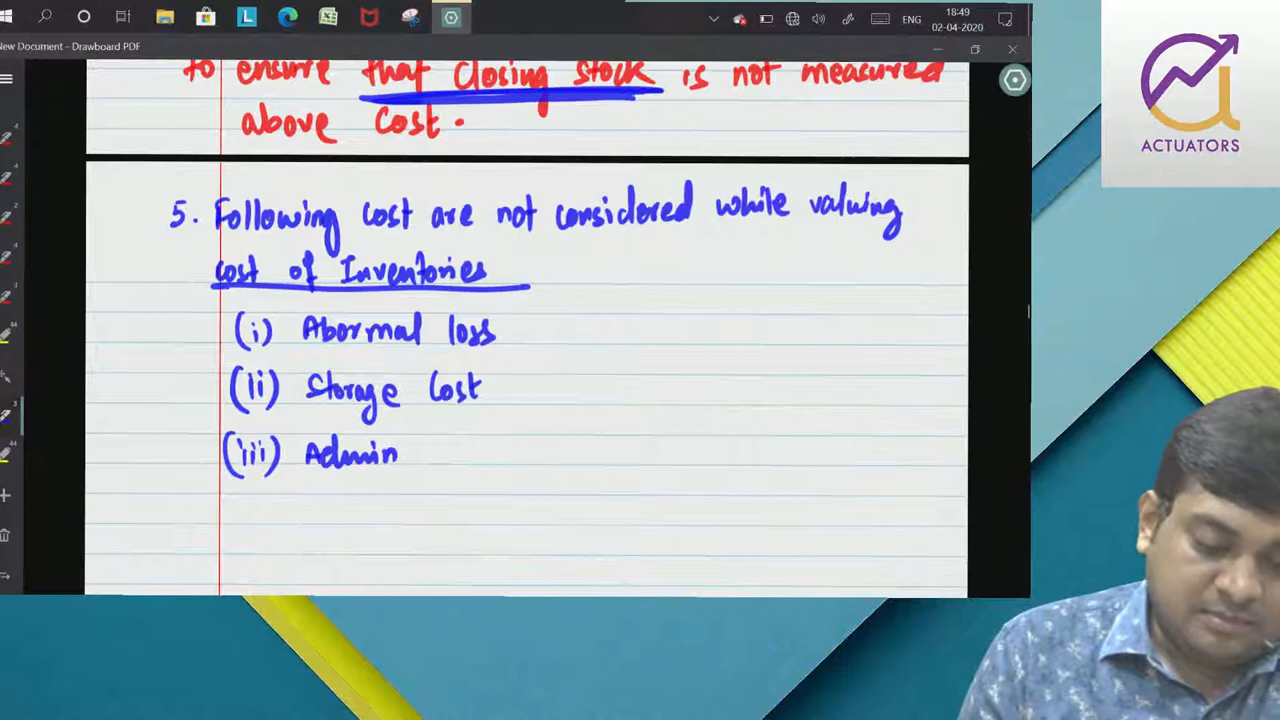 18:49
ENG
02-04-2020
New Document - Drawboard PDF
to ensure that closing stock is not measured
above cost.
ACTUATORS
5. Following cost are not considered while valuing
cost of Inventories
(i) Abormal loss
(ii) Storage Cost
(iii) Admin